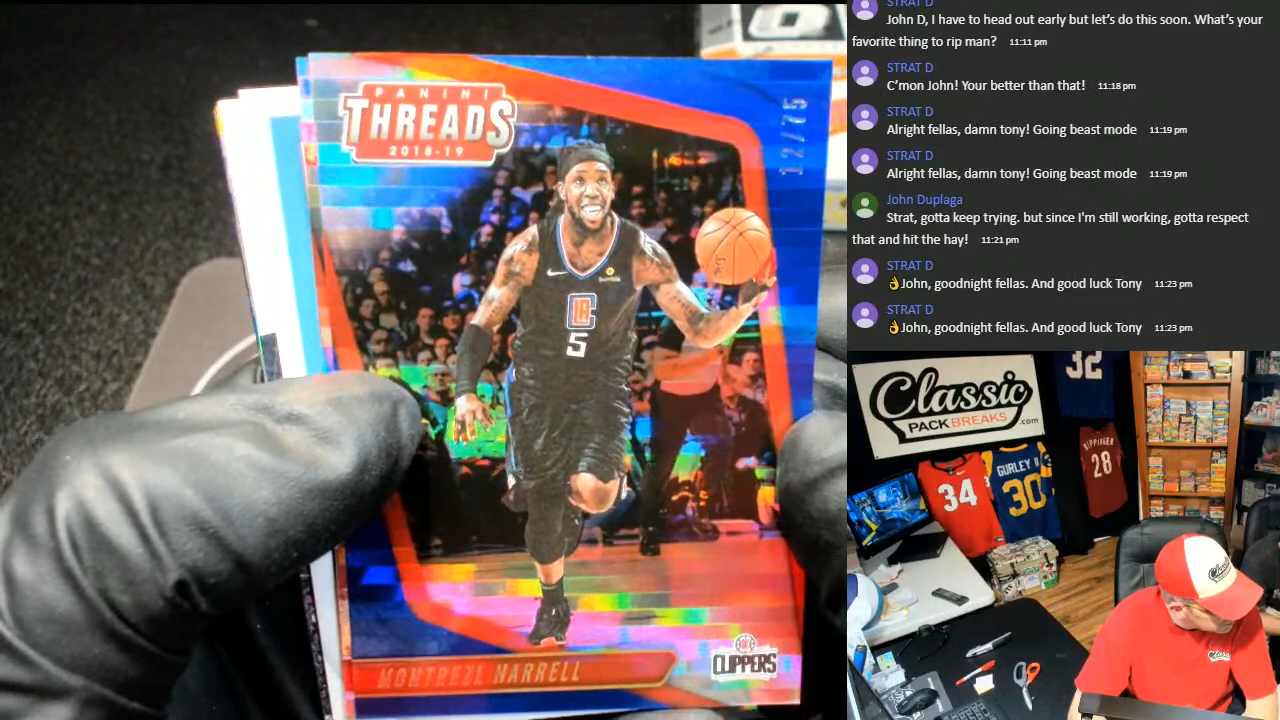 PANINI
THREADS
2018-19
12/75
LA
5
MONTREZL HARRELL
CLIPPERS
STRAT D
John D, I have to head out early but let's do this soon. What's your
favorite thing to rip man? 11:11 pm
STRAT D
C'mon John! Your better than that! 11:18 pm
STRAT D
Alright fellas, damn tony! Going beast mode 11:19 pm
STRAT D
Alright fellas, damn tony! Going beast mode 11:19 pm
John Duplaga
Strat, gotta keep trying. but since I'm still working, gotta respect
that and hit the hay! 11:21 pm
STRAT D
👌John, goodnight fellas. And good luck Tony 11:23 pm
STRAT D
👌John, goodnight fellas. And good luck Tony 11:23 pm
Classic
PACK BREAKS.com
32
34
GURLEY II
30
28
Classic